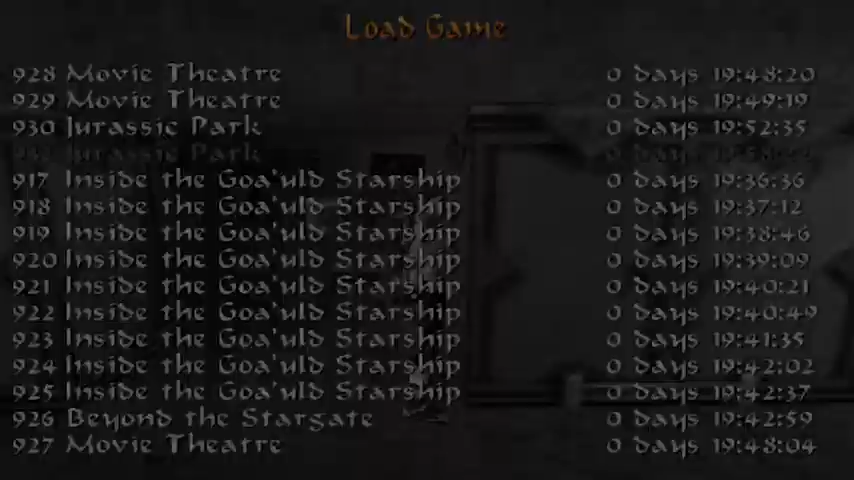 Load Game
928 Movie Theatre 0 days 19:48:20
929 Movie Theatre 0 days 19:49:19
930 Jurassic Park 0 days 19:52:35
Jurassic Park 0 days
917 Inside the Goa'uld Starship 0 days 19:36:36
918 Inside the Goa'uld Starship 0 days 19:37:12
919 Inside the Goa'uld Starship 0 days 19:38:46
920 Inside the Goa'uld Starship 0 days 19:39:09
921 Inside the Goa'uld Starship 0 days 19:40:21
922 Inside the Goa'uld Starship 0 days 19:40:49
923 Inside the Goa'uld Starship 0 days 19:41:35
924 Inside the Goa'uld Starship 0 days 19:42:02
925 Inside the Goa'uld Starship 0 days 19:42:37
926 Beyond the Stargate 0 days 19:42:59
927 Movie Theatre 0 days 19:48:04